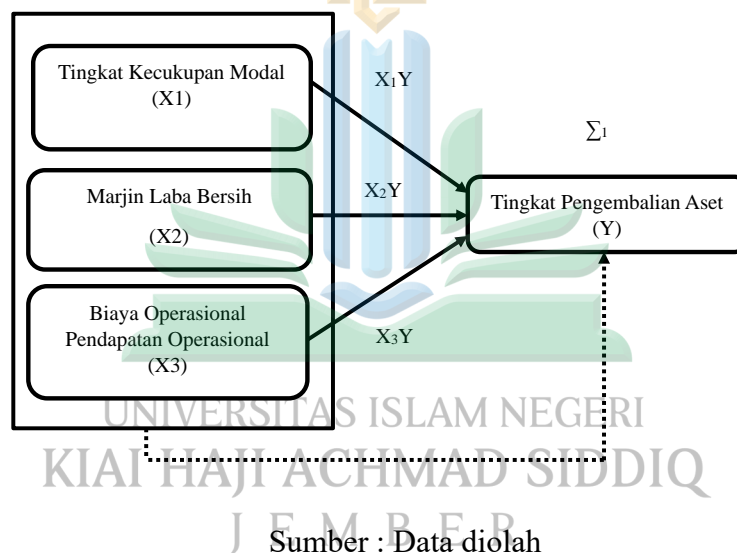 Tingkat Kecukupan Modal
(X1)
X1Y
∑1
Marjin Laba Bersih
(X2)
X2Y
Tingkat Pengembalian Aset
(Y)
Biaya Operasional
Pendapatan Operasional
(X3)
X3Y
UNIVERSITAS ISLAM NEGERI
KIAI HAJI ACHMAD SIDDIQ
J E M B E R
Sumber : Data diolah